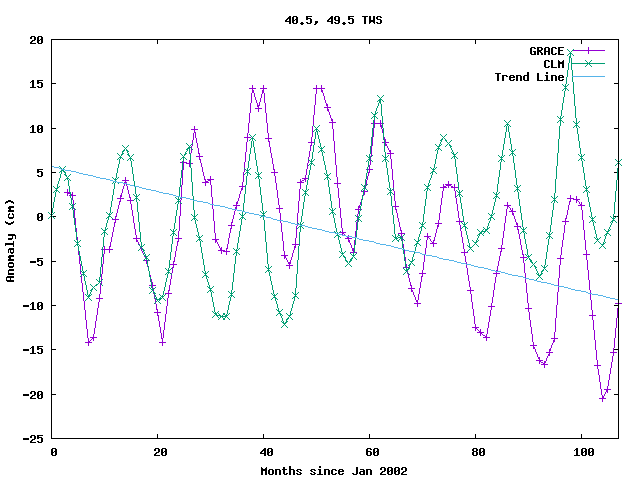 40.5, 49.5 TWS
GRACE
CLM
Trend Line
20
15
10
5
0
-5
-10
-15
-20
-25
Anomaly (cm)
0 20 40 60 80 100
Months since Jan 2002